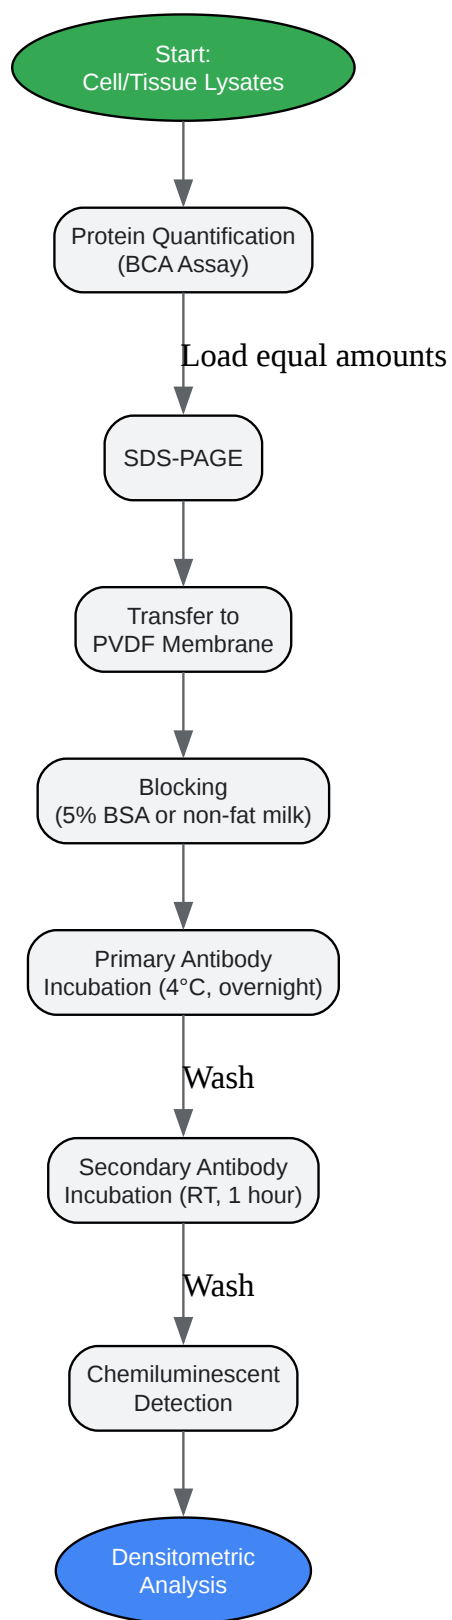 Start:
Cell/Tissue Lysates
Protein Quantification
(BCA Assay)
Load equal amounts
SDS-PAGE
Transfer to
PVDF Membrane
Blocking
(5% BSA or non-fat milk)
Primary Antibody
Incubation (4°C, overnight)
Wash
Secondary Antibody
Incubation (RT, 1 hour)
Wash
Chemiluminescent
Detection
Densitometric
Analysis